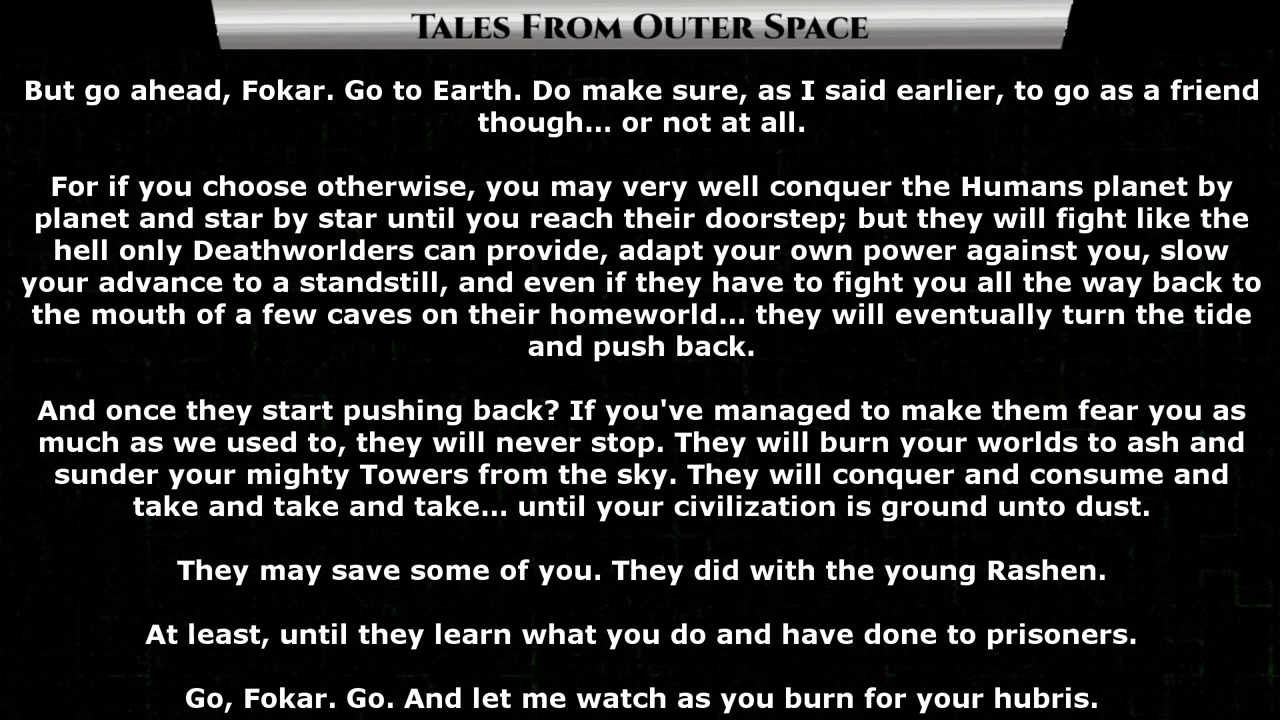 Tales From Outer Space
But go ahead, Fokar. Go to Earth. Do make sure, as I said earlier, to go as a friend
though... or not at all.
For if you choose otherwise, you may very well conquer the Humans planet by
planet and star by star until you reach their doorstep; but they will fight like the
hell only Deathworlders can provide, adapt your own power against you, slow
your advance to a standstill, and even if they have to fight you all the way back to
the mouth of a few caves on their homeworld... they will eventually turn the tide
and push back.
And once they start pushing back? If you've managed to make them fear you as
much as we used to, they will never stop. They will burn your worlds to ash and
sunder your mighty Towers from the sky. They will conquer and consume and
take and take and take... until your civilization is ground unto dust.
They may save some of you. They did with the young Rashen.
At least, until they learn what you do and have done to prisoners.
Go, Fokar. Go. And let me watch as you burn for your hubris.